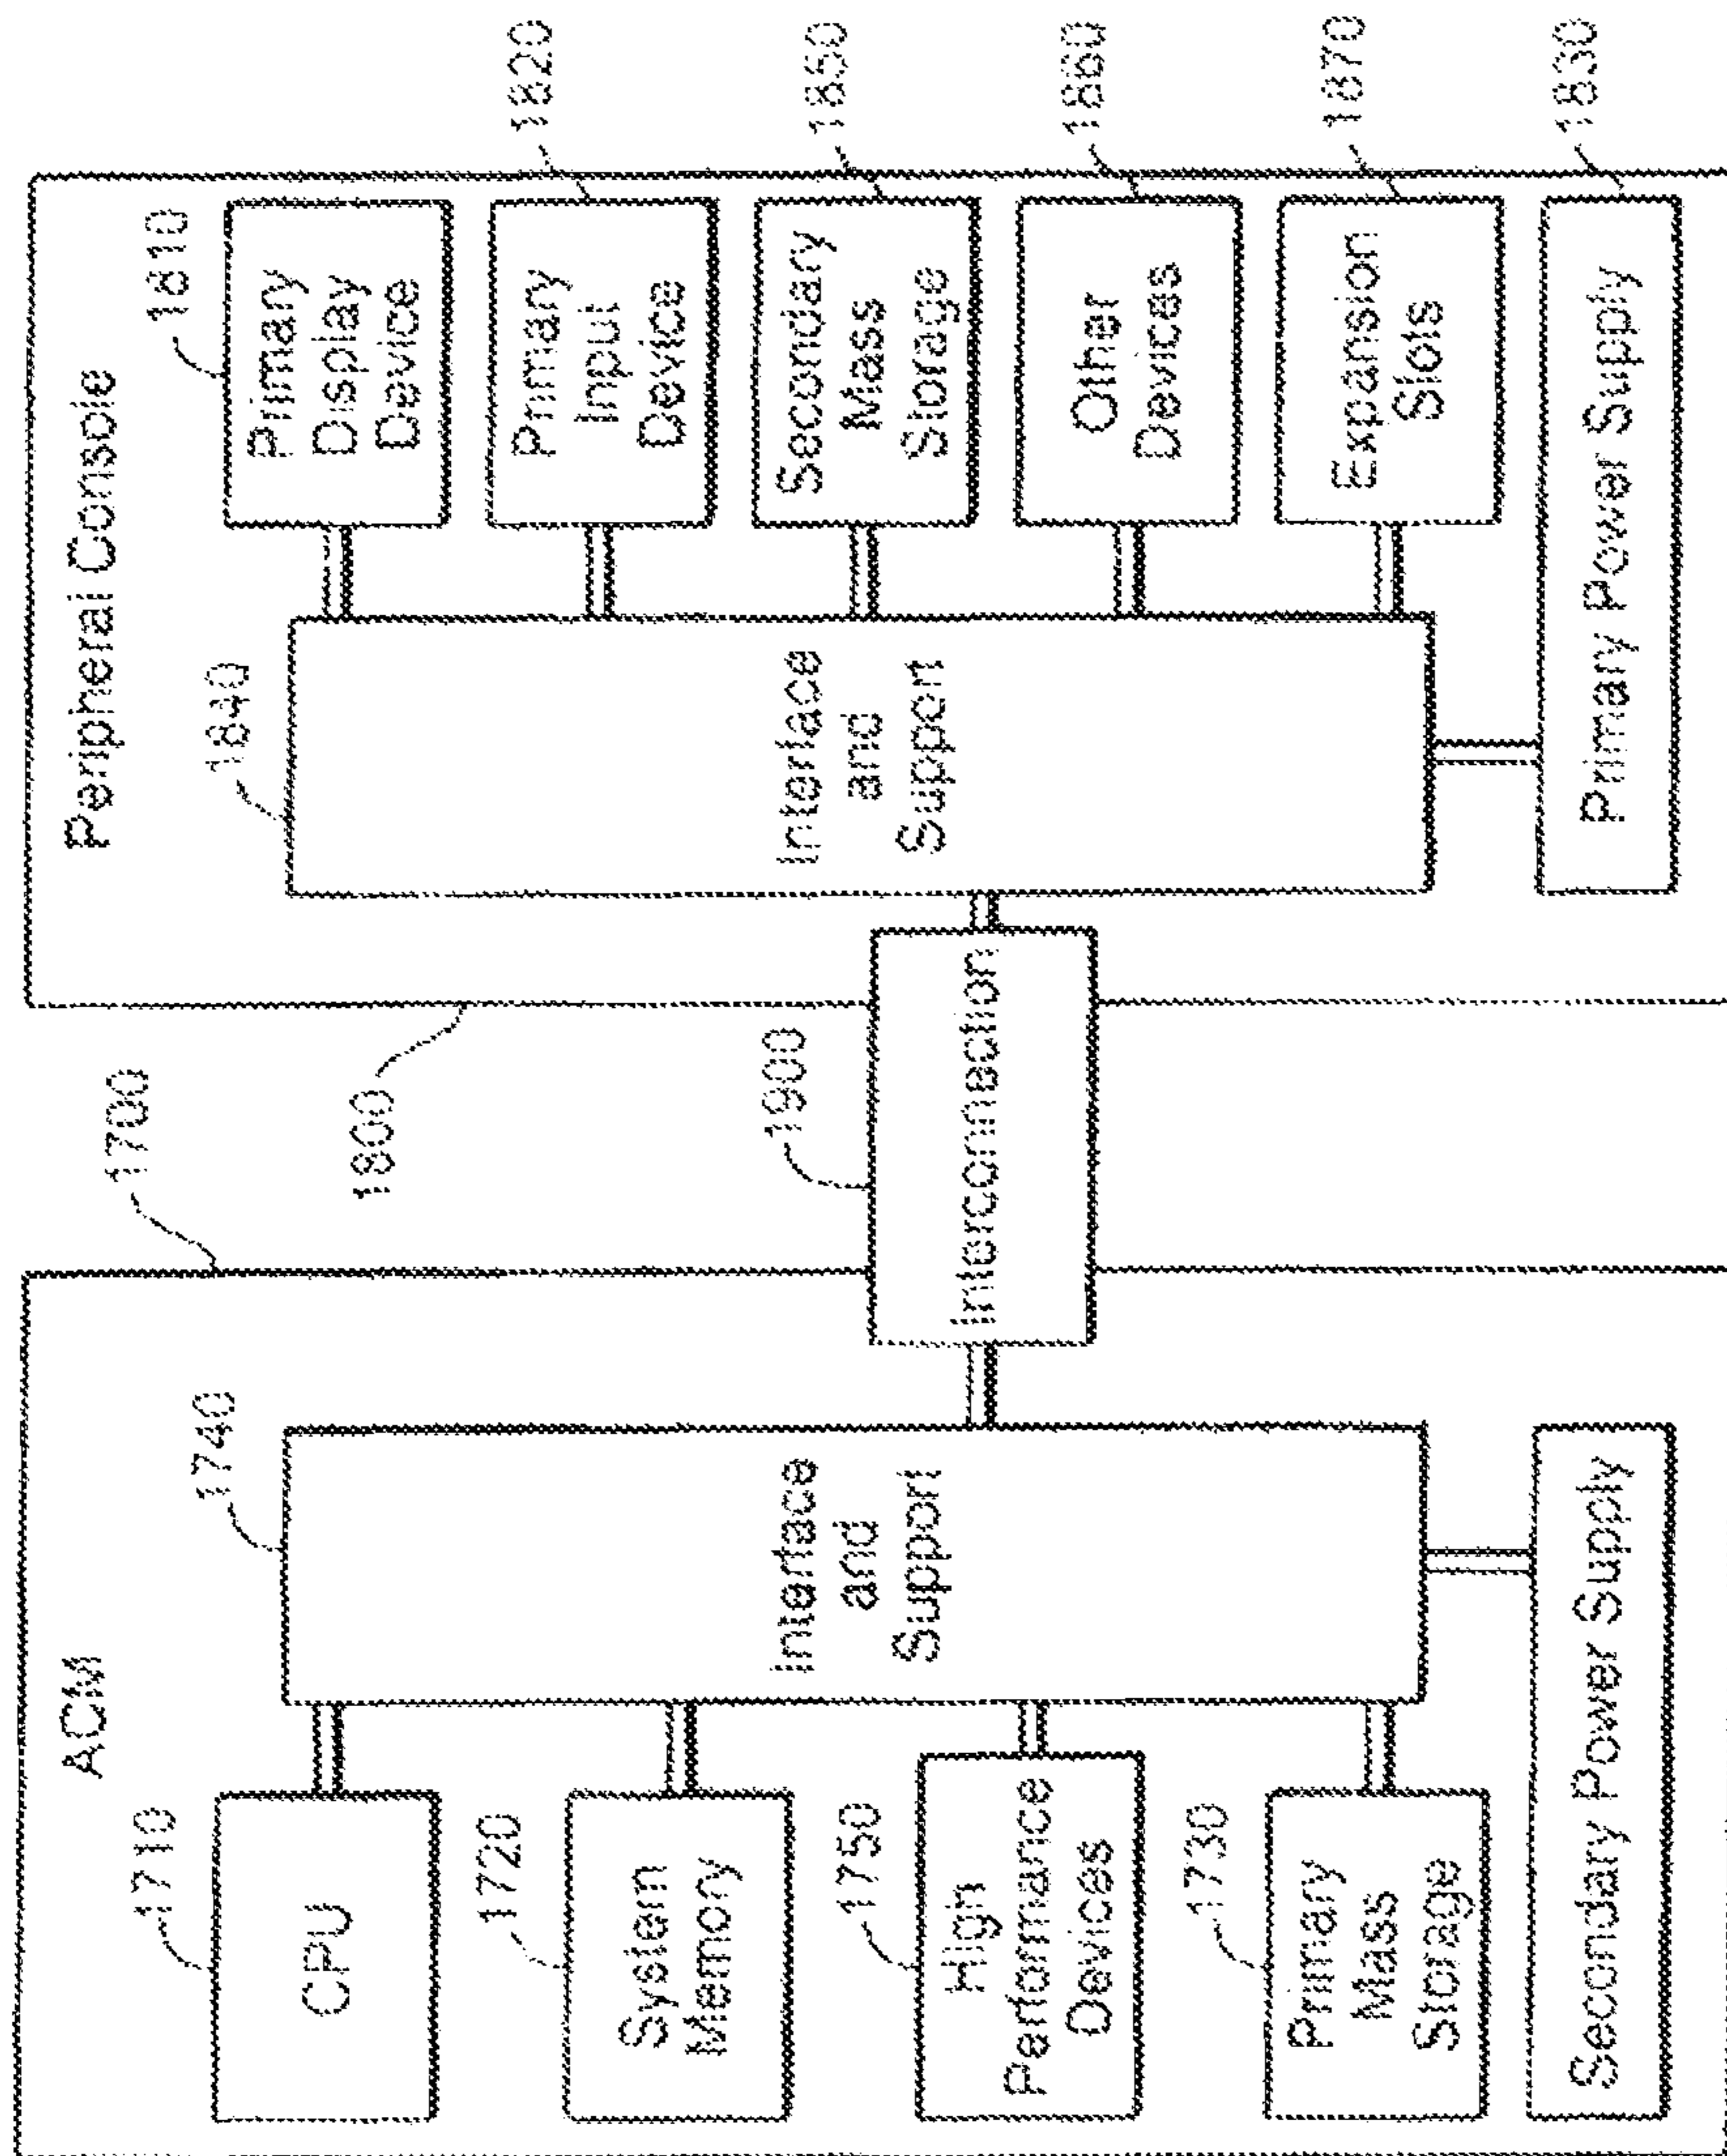 ACM
1700
1710
CPU
1720
System
Memory
1750
High
Performance
Devices
1730
Primary
Mass
Storage
Secondary Power Supply
1740
Interface
and
Support
1900
Interconnection
1800
Peripheral Console
1840
Interface
and
Support
1810
Primary
Display
Device
1820
Primary
Input
Device
1850
Secondary
Mass
Storage
1860
Other
Devices
1870
Expansion
Slots
1830
Primary Power Supply